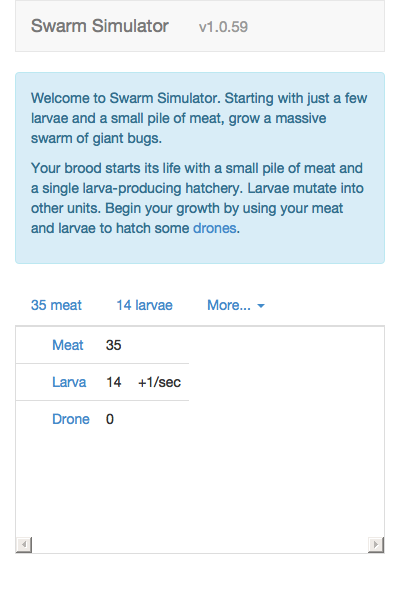 Swarm Simulator v1.0.59
Welcome to Swarm Simulator. Starting with just a few
larvae and a small pile of meat, grow a massive
swarm of giant bugs.
Your brood starts its life with a small pile of meat and
a single larva-producing hatchery. Larvae mutate into
other units. Begin your growth by using your meat
and larvae to hatch some drones.
35 meat 14 larvae More...
Meat 35
Larva 14 +1/sec
Drone 0